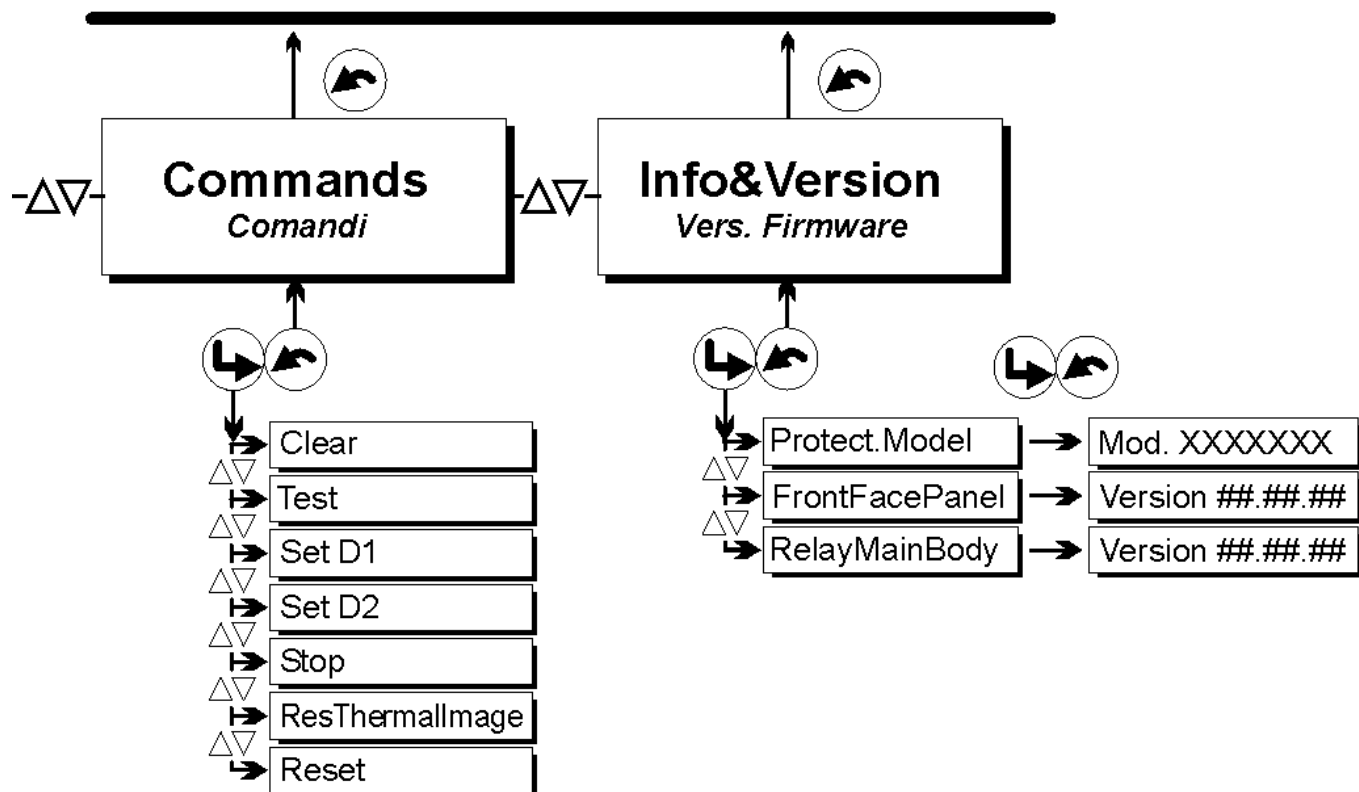 Commands
Comandi
Info&Version
Vers. Firmware
Clear
Test
Set D1
Set D2
Stop
ResThermalImage
Reset
Protect.Model
Mod. XXXXXXX
FrontFacePanel
Version ##.##.##
RelayMainBody
Version ##.##.##